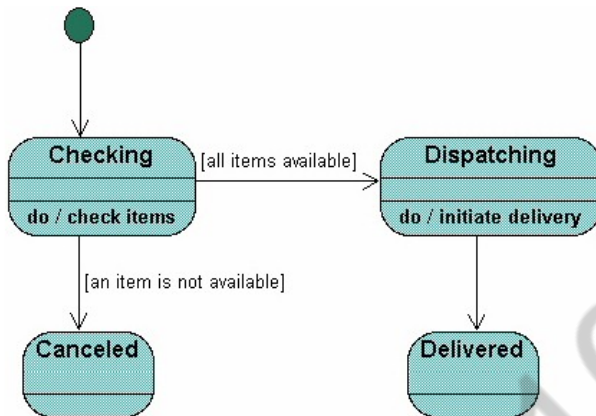 Checking
[all items available]
Dispatching
do / check items
do / initiate delivery
[an item is not available]
Canceled
Delivered